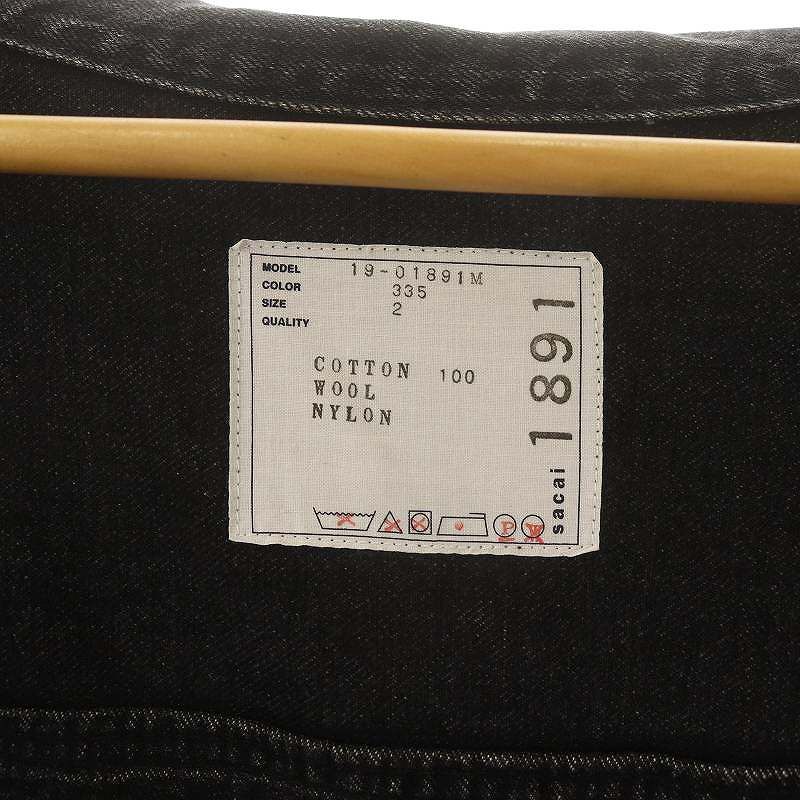 MODEL 19-01891M
COLOR 335
SIZE 2
QUALITY
COTTON 100
WOOL
NYLON
P
W
sacai 1891